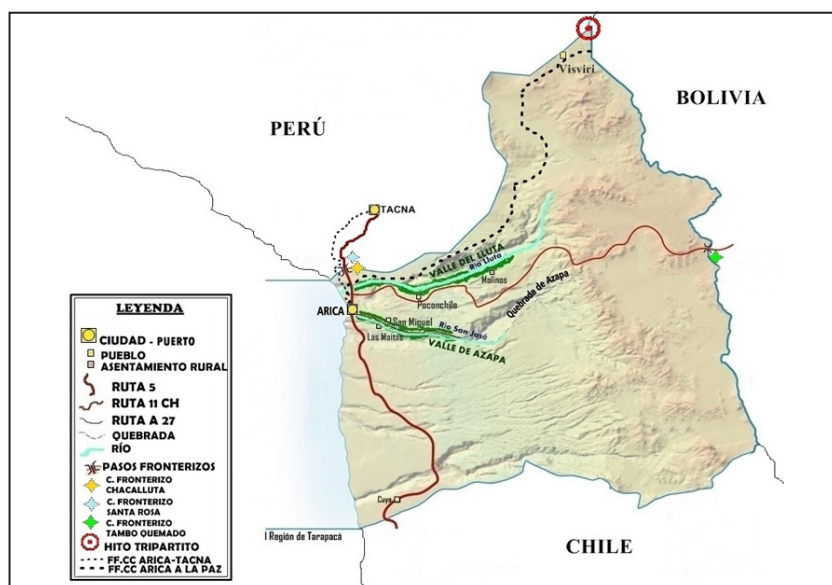 Visviri
BOLIVIA
PERÚ
TACNA
VALLE DEL LLUTA
Río Lluta
Molinos
Poconchile
Quebrada de Azapa
ARICA
San Miguel
Río San José
Las Maitas
VALLE DE AZAPA
Cuya
I Región de Tarapacá
CHILE
LEYENDA
CIUDAD - PUERTO
PUEBLO
ASENTAMIENTO RURAL
RUTA 5
RUTA 11 CH
RUTA A 27
QUEBRADA
RÍO
PASOS FRONTERIZOS
C. FRONTERIZO
CHACALLUTA
C. FRONTERIZO
SANTA ROSA
C. FRONTERIZO
TAMBO QUEMADO
HITO TRIPARTITO
FF.CC ARICA-TACNA
FF.CC ARICA A LA PAZ